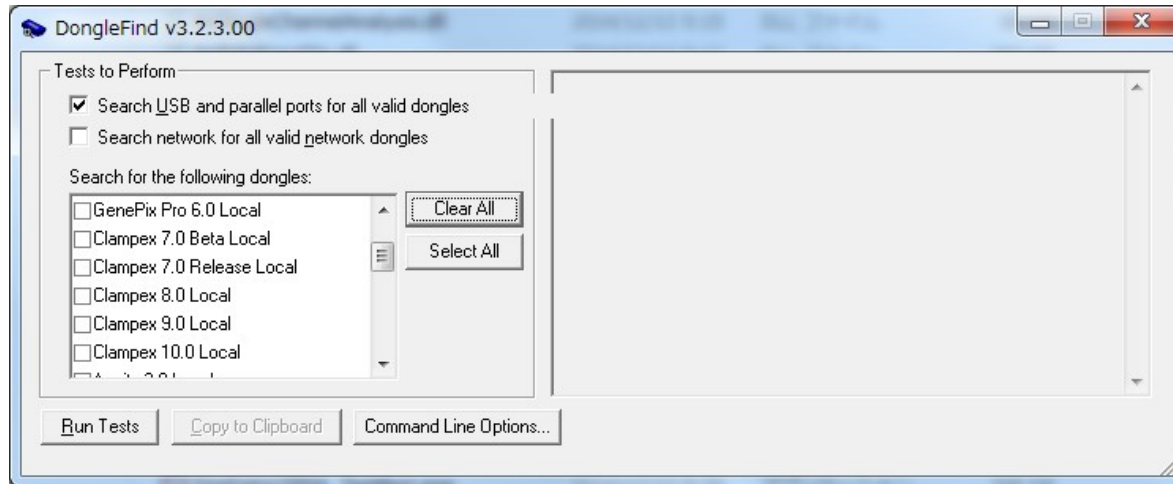 DongleFind v3.2.3.00
Tests to Perform
Search USB and parallel ports for all valid dongles
Search network for all valid network dongles
Search for the following dongles:
GenePix Pro 6.0 Local
Clampex 7.0 Beta Local
Clampex 7.0 Release Local
Clampex 8.0 Local
Clampex 9.0 Local
Clampex 10.0 Local
Clear All
Select All
Run Tests
Copy to Clipboard
Command Line Options...